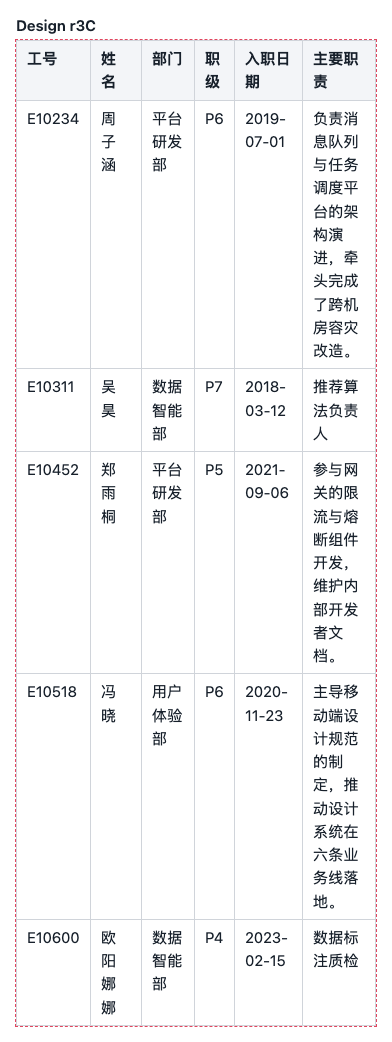 Design r3C
工号 姓名 部门 职级 入职日期 主要职责
E10234 周子涵 平台研发部 P6 2019-07-01 负责消息队列与任务调度平台的架构演进，牵头完成了跨机房容灾改造。
E10311 吴昊 数据智能部 P7 2018-03-12 推荐算法负责人
E10452 郑雨桐 平台研发部 P5 2021-09-06 参与网关的限流与熔断组件开发，维护内部开发者文档。
E10518 冯晓 用户体验部 P6 2020-11-23 主导移动端设计规范的制定，推动设计系统在六条业务线落地。
E10600 欧阳娜娜 数据智能部 P4 2023-02-15 数据标注质检